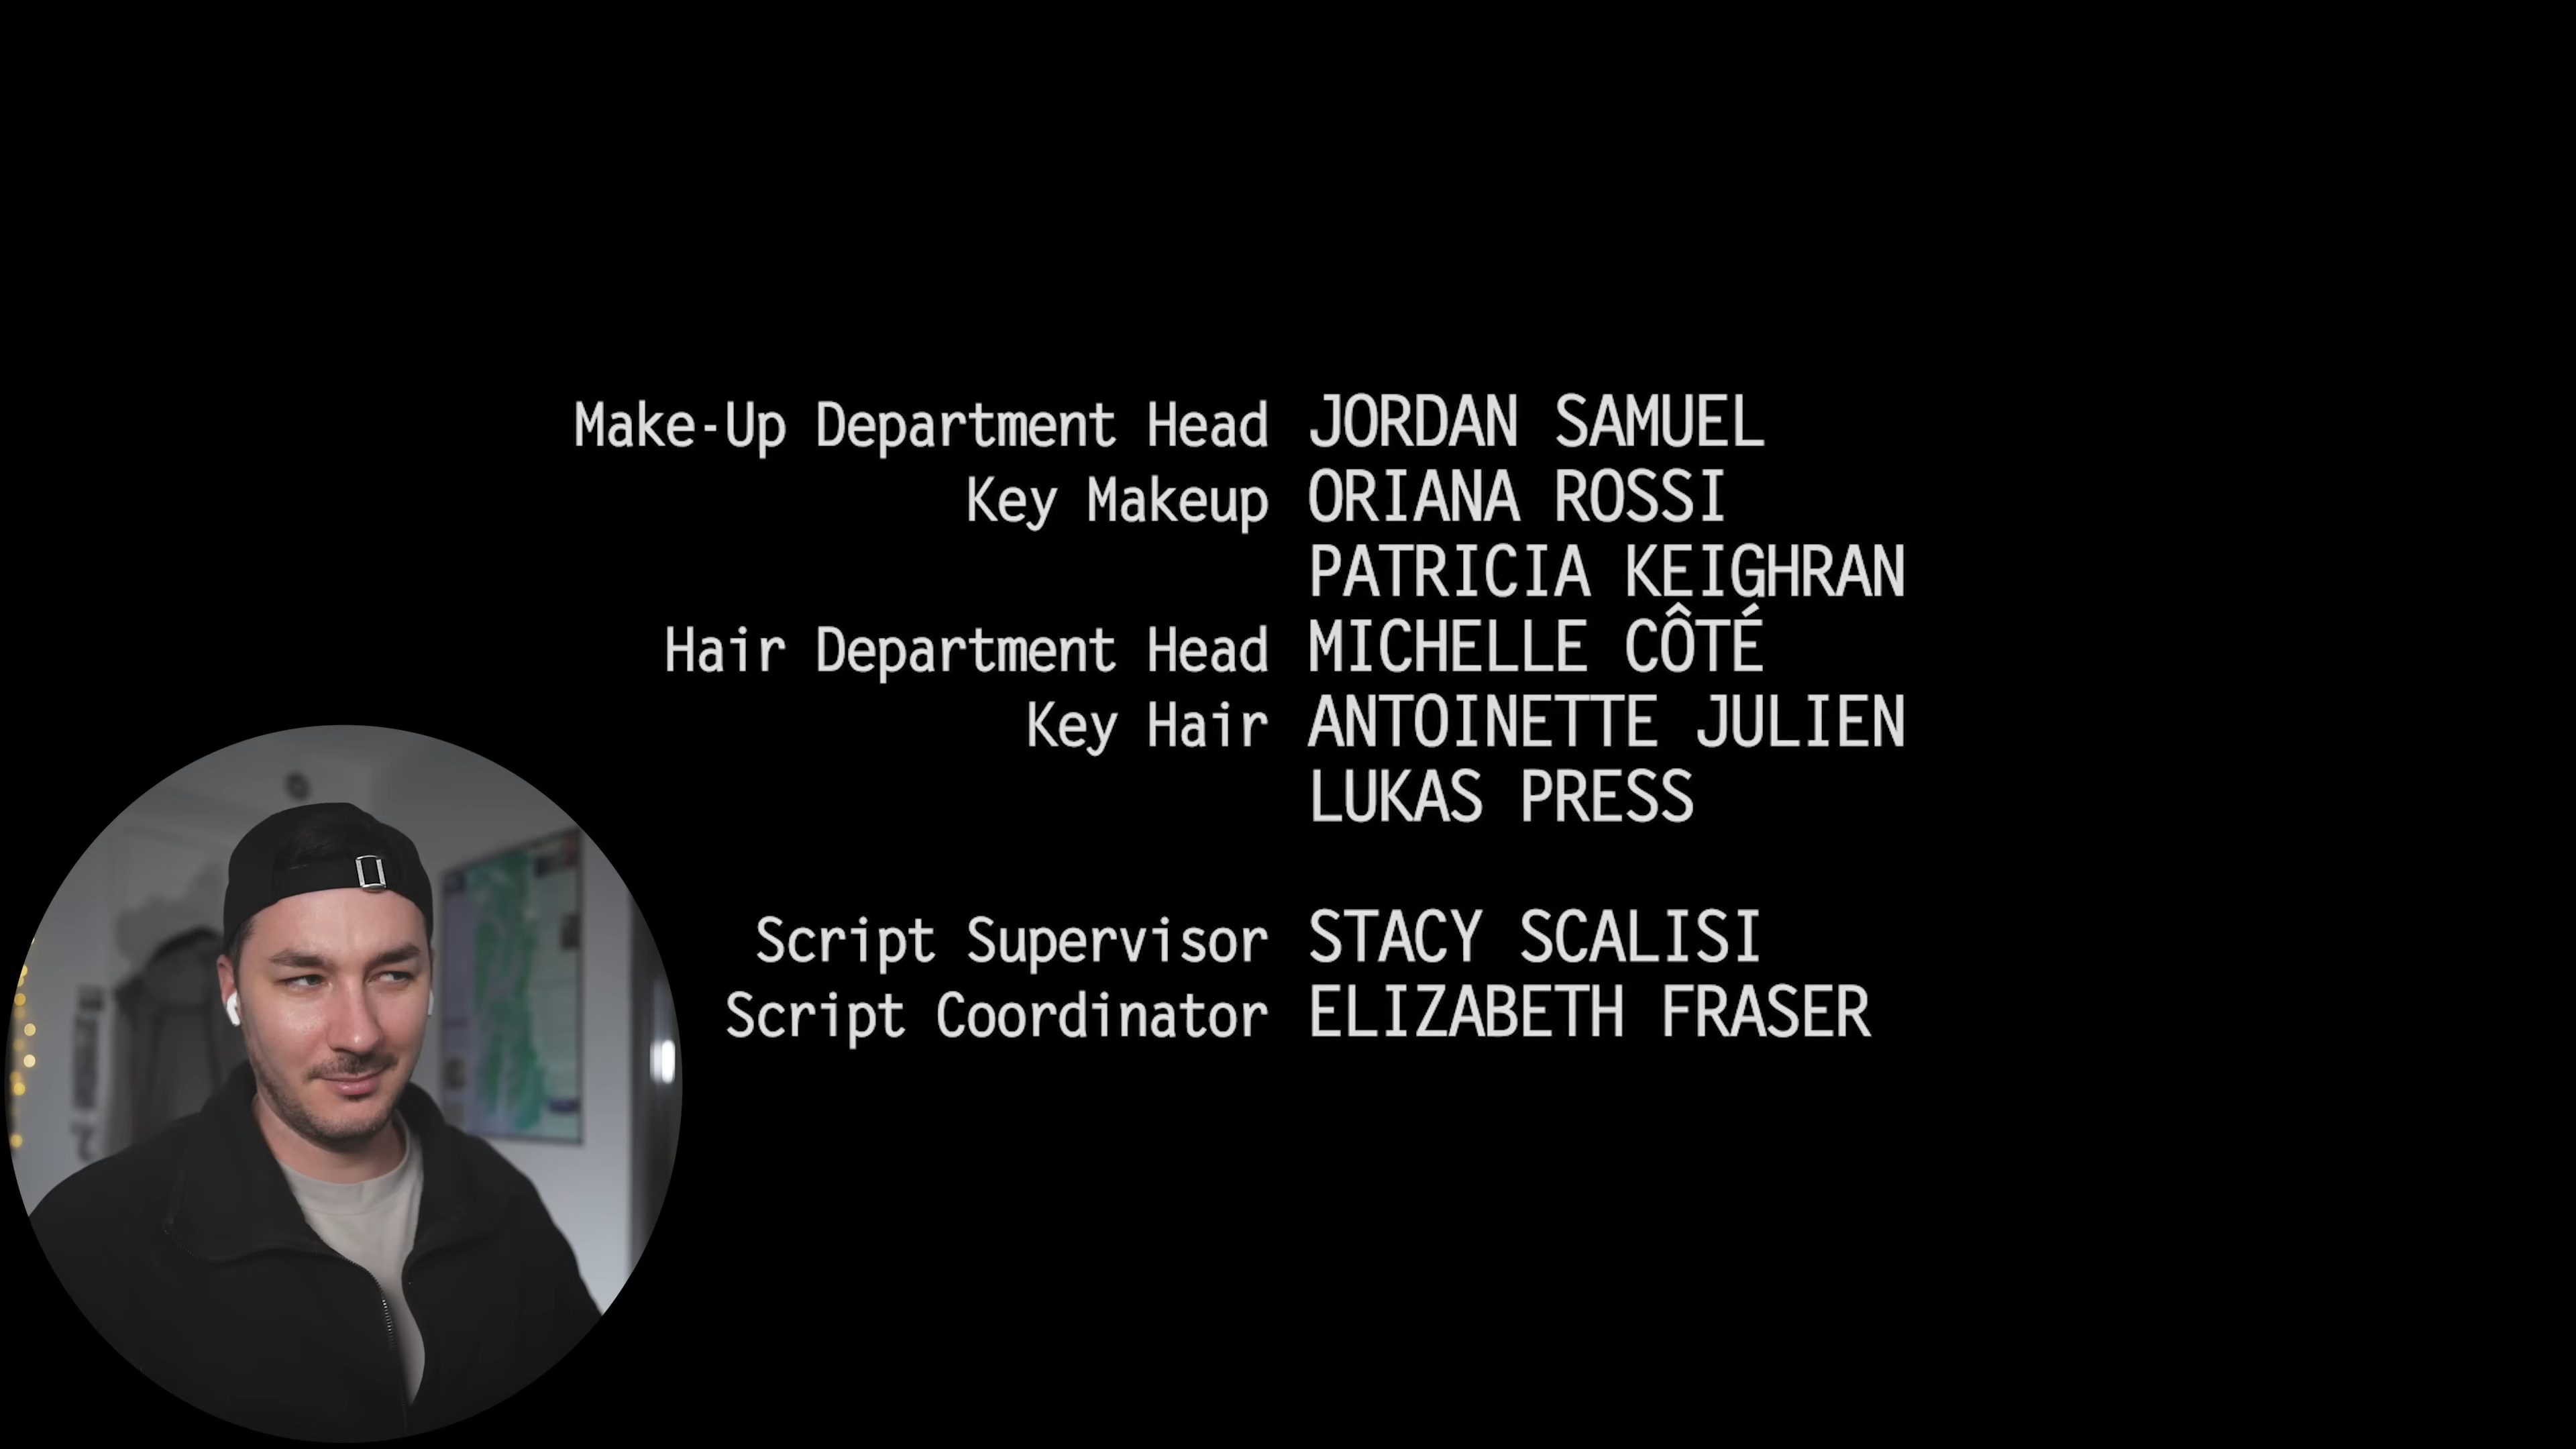 Make-Up Department Head JORDAN SAMUEL
Key Makeup ORIANA ROSSI
PATRICIA KEIGHRAN
Hair Department Head MICHELLE CÔTÉ
Key Hair ANTOINETTE JULIEN
LUKAS PRESS
Script Supervisor STACY SCALISI
Script Coordinator ELIZABETH FRASER